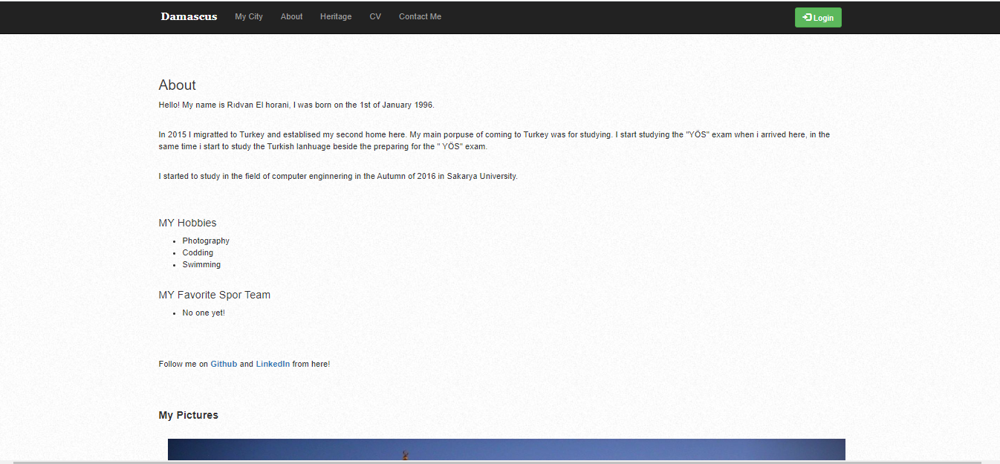 Damascus My City About Heritage CV Contact Me Login
About
Hello! My name is Rıdvan El horani, I was born on the 1st of January 1996.
In 2015 I migratted to Turkey and establised my second home here. My main porpuse of coming to Turkey was for studying. I start studying the "YÖS" exam when i arrived here, in the
same time i start to study the Turkish lanhuage beside the preparing for the " YÖS" exam.
I started to study in the field of computer enginnering in the Autumn of 2016 in Sakarya University.
MY Hobbies
• Photography
• Codding
• Swimming
MY Favorite Spor Team
• No one yet!
Follow me on Github and LinkedIn from here!
My Pictures